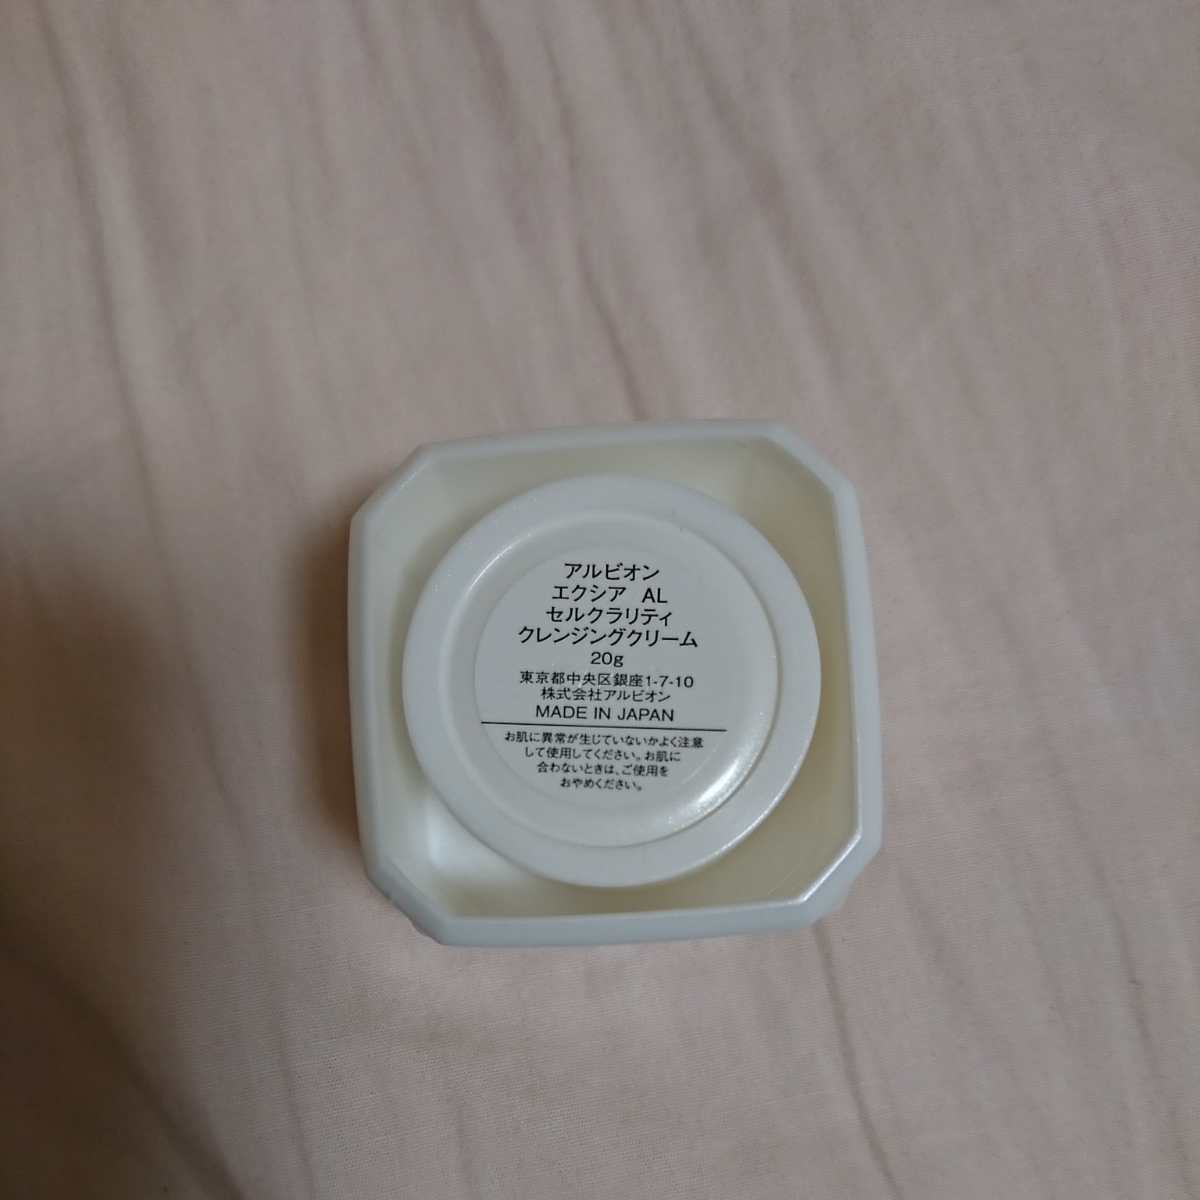 アルビオン
エクシア AL
セルクラリティ
クレンジングクリーム
20g
東京都中央区銀座1-7-10
株式会社アルビオン
MADE IN JAPAN
お肌に異常が生じていないかよく注意
して使用してください。お肌に
合わないときは、ご使用を
おやめください。